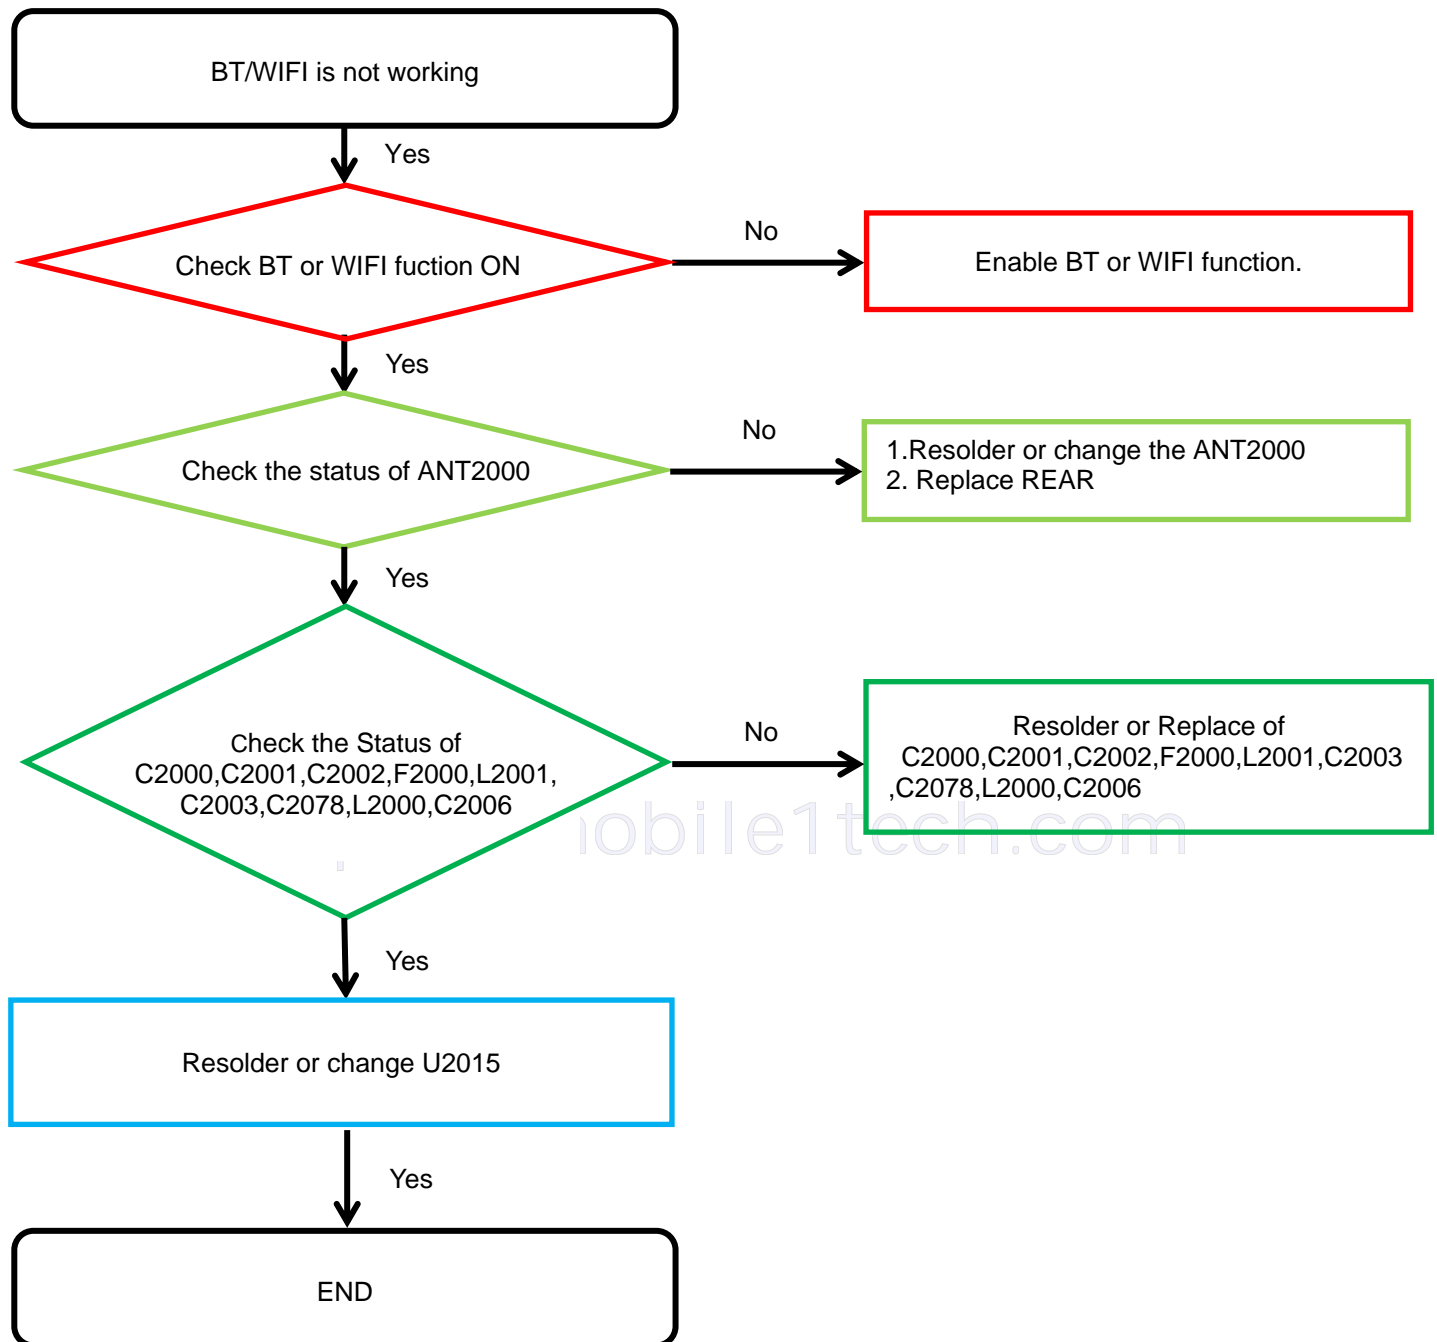 BT/WIFI is not working
Yes
Check BT or WIFI fuction ON
No
Enable BT or WIFI function.
Yes
Check the status of ANT2000
No
1.Resolder or change the ANT2000
2. Replace REAR
Yes
Check the Status of
C2000,C2001,C2002,F2000,L2001,
C2003,C2078,L2000,C2006
No
Resolder or Replace of
C2000,C2001,C2002,F2000,L2001,C2003
,C2078,L2000,C2006
obile1tech.com
Yes
Resolder or change U2015
Yes
END